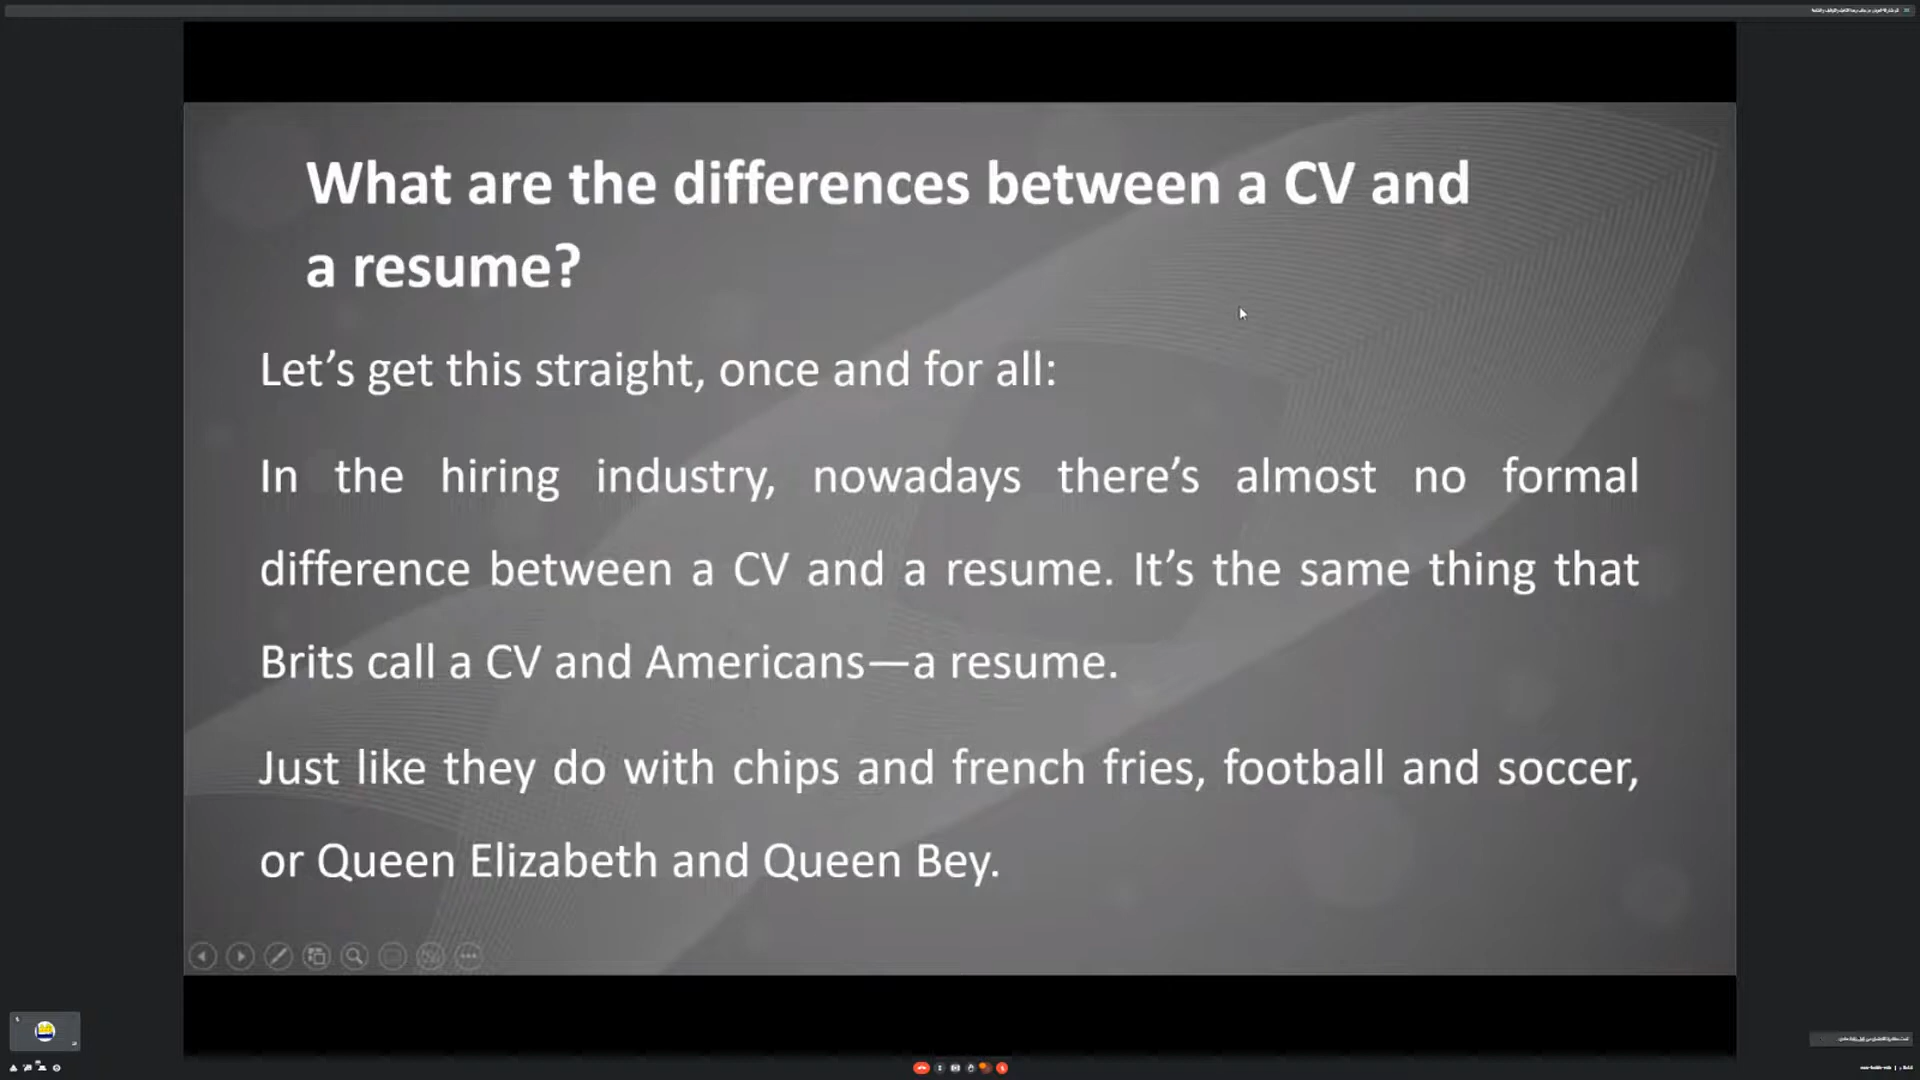 What are the differences between a CV and
a resume?
Let’s get this straight, once and for all:
In the hiring industry, nowadays there’s almost no formal
difference between a CV and a resume. It’s the same thing that
Brits call a CV and Americans—a resume.
Just like they do with chips and french fries, football and soccer,
or Queen Elizabeth and Queen Bey.